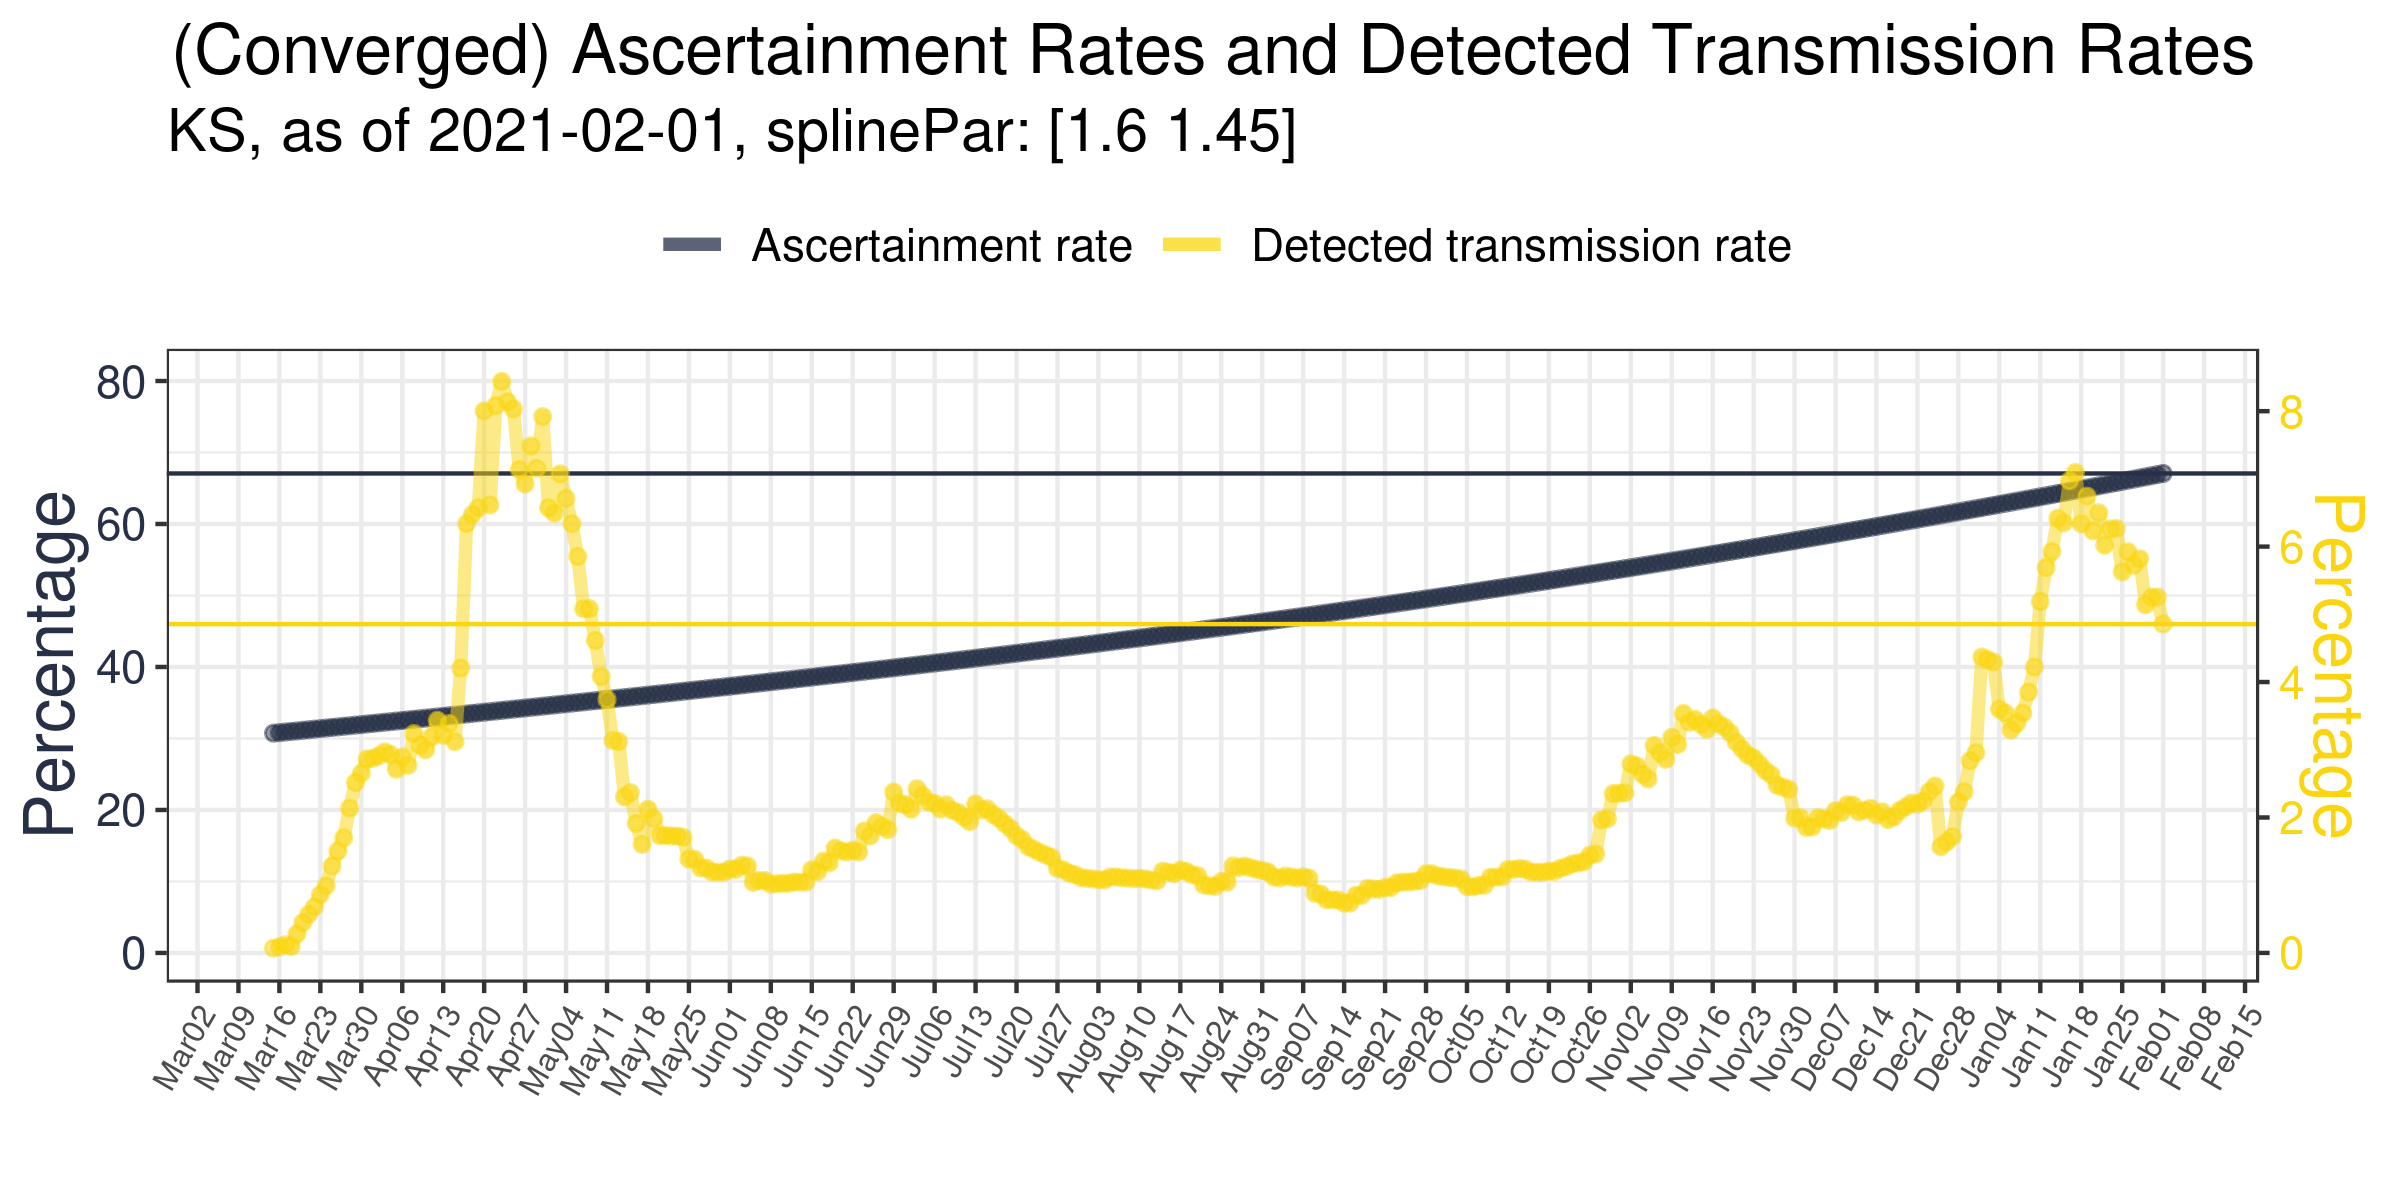 (Converged) Ascertainment Rates and Detected Transmission Rates
KS, as of 2021-02-01, splinePar: [1.6 1.45]
Ascertainment rate Detected transmission rate
Percentage
80
60
40
20
0
8
6
4
2
0
Percentage
Mar02 Mar09 Mar16 Mar23 Mar30 Apr06 Apr13 Apr20 Apr27 May04 May11 May18 May25 Jun01 Jun08 Jun15 Jun22 Jun29 Jul06 Jul13 Jul20 Jul27 Aug03 Aug10 Aug17 Aug24 Aug31 Sep07 Sep14 Sep21 Sep28 Oct05 Oct12 Oct19 Oct26 Nov02 Nov09 Nov16 Nov23 Nov30 Dec07 Dec14 Dec21 Dec28 Jan04 Jan11 Jan18 Jan25 Feb01 Feb08 Feb15